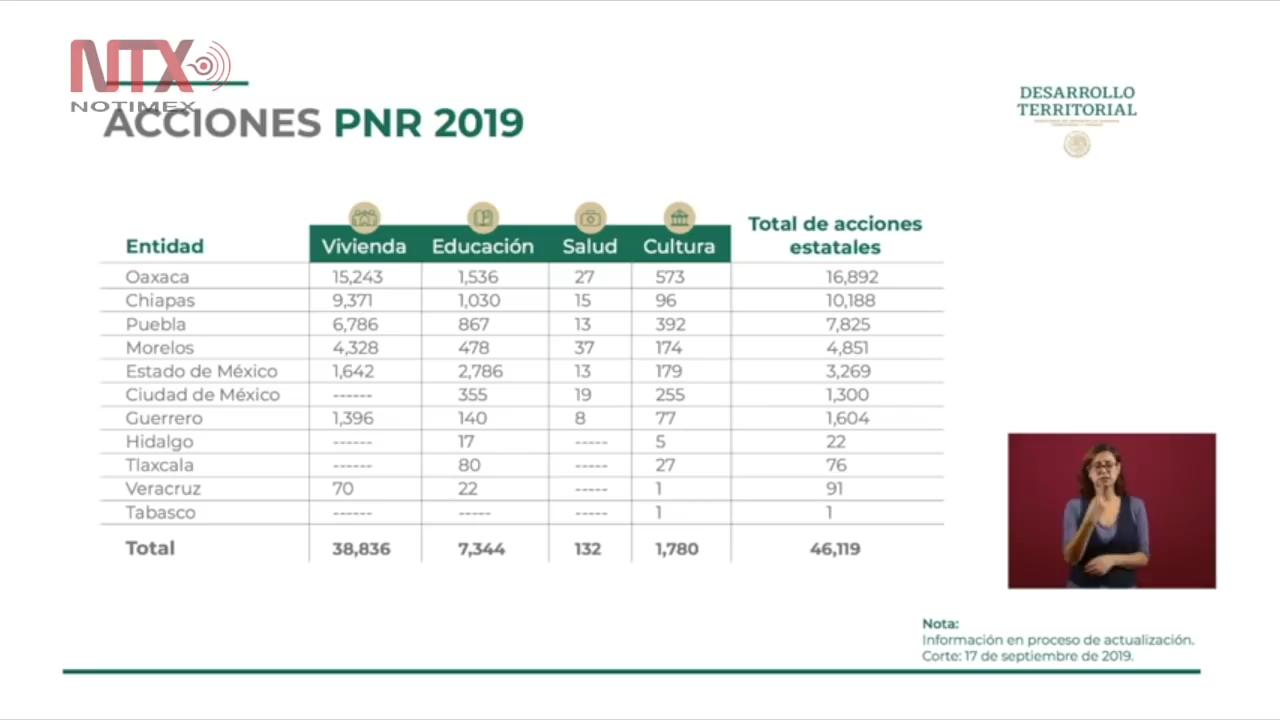 NTX
NOTIMEX
ACCIONES PNR 2019
DESARROLLO
TERRITORIAL
Entidad Vivienda Educación Salud Cultura Total de acciones estatales
Oaxaca 15,243 1,536 27 573 16,892
Chiapas 9,371 1,030 15 96 10,188
Puebla 6,786 867 13 392 7,825
Morelos 4,328 478 37 174 4,851
Estado de México 1,642 2,786 13 179 3,269
Ciudad de México ------ 355 19 255 1,300
Guerrero 1,396 140 8 77 1,604
Hidalgo ------ 17 ----- 5 22
Tlaxcala ------ 80 ----- 27 76
Veracruz 70 22 ----- 1 91
Tabasco ------ ----- ----- 1 1
Total 38,836 7,344 132 1,780 46,119
Nota:
Información en proceso de actualización.
Corte: 17 de septiembre de 2019.